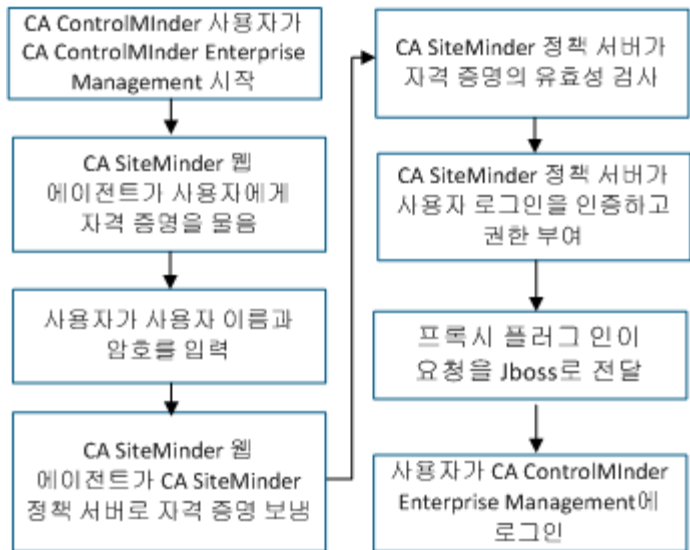 CA ControlMInder 사용자가
CA ControlMInder Enterprise
Management 시작
CA SiteMinder 웹
에이전트가 사용자에게
자격 증명을 물음
사용자가 사용자 이름과
암호를 입력
CA SiteMinder 웹
에이전트가 CA SiteMinder
정책 서버로 자격 증명 보냄
CA SiteMinder 정책 서버가
자격 증명의 유효성 검사
CA SiteMinder 정책 서버가
사용자 로그인을 인증하고
권한 부여
프록시 플러그 인이
요청을 Jboss로 전달
사용자가 CA ControlMInder
Enterprise Management에
로그인